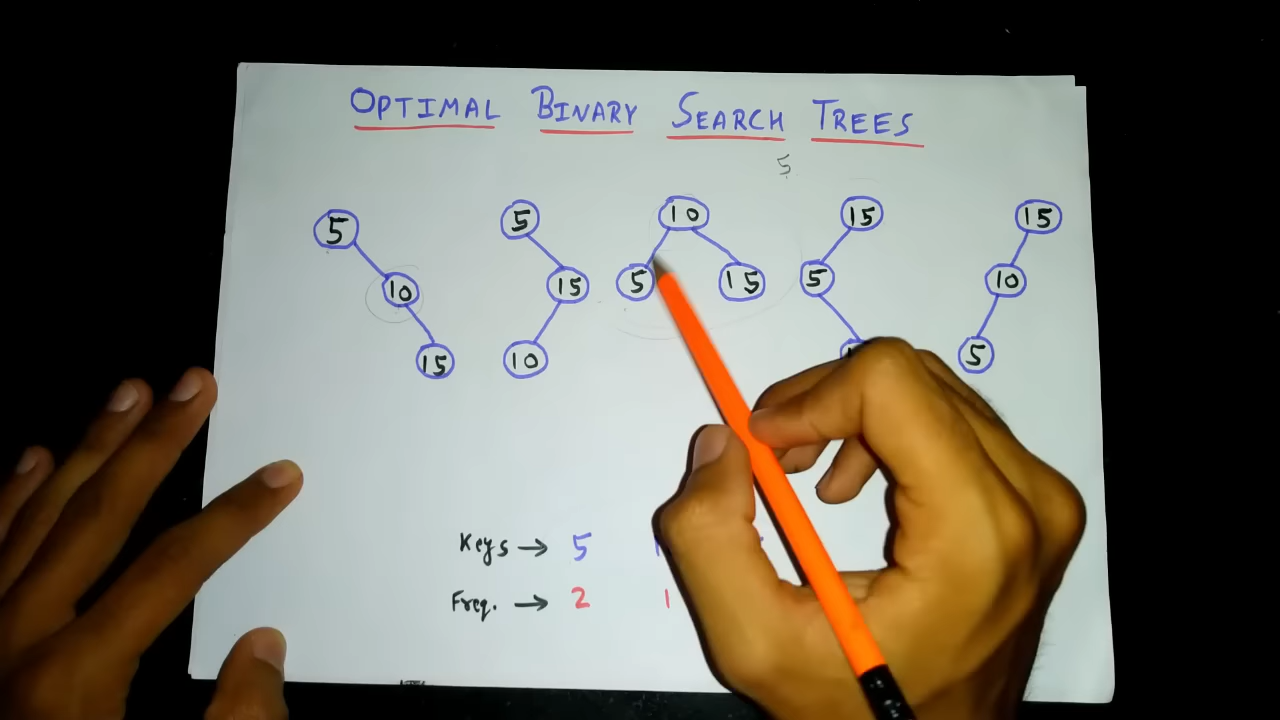 OPTIMAL BINARY SEARCH TREES
5
5 5 10 15 15
10 15 5 15 5 10
15 10 5
Keys → 5
Freq. → 2 1